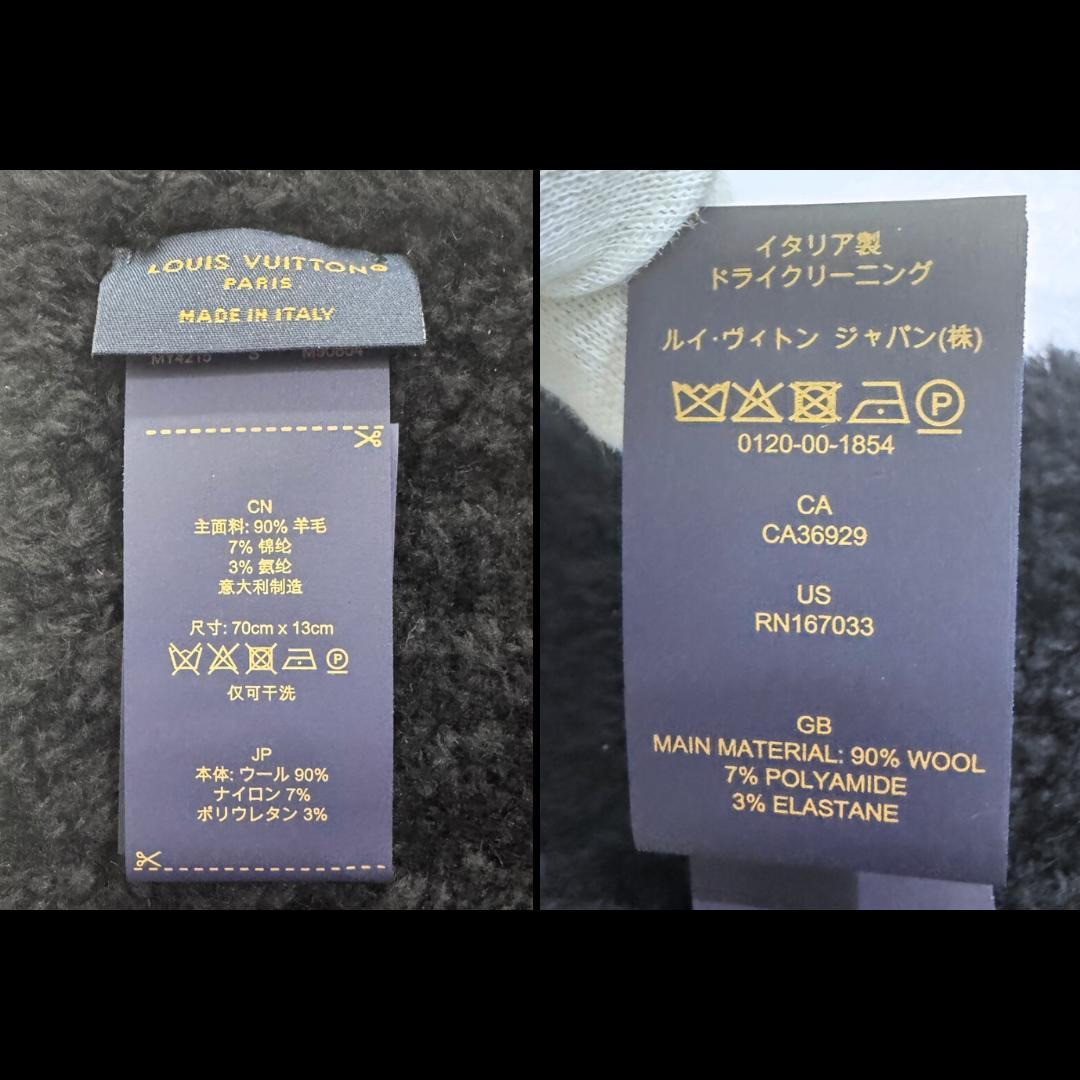 LOUIS VUITTON®
PARIS
MADE IN ITALY
CN
主面料: 90% 羊毛
7% 锦纶
3% 氨纶
意大利制造
尺寸: 70cm x 13cm
P
仅可干洗
JP
本体: ウール 90%
ナイロン 7%
ポリウレタン 3%
イタリア製
ドライクリーニング
ルイ·ヴィトン ジャパン(株)
P
0120-00-1854
CA
CA36929
US
RN167033
GB
MAIN MATERIAL: 90% WOOL
7% POLYAMIDE
3% ELASTANE